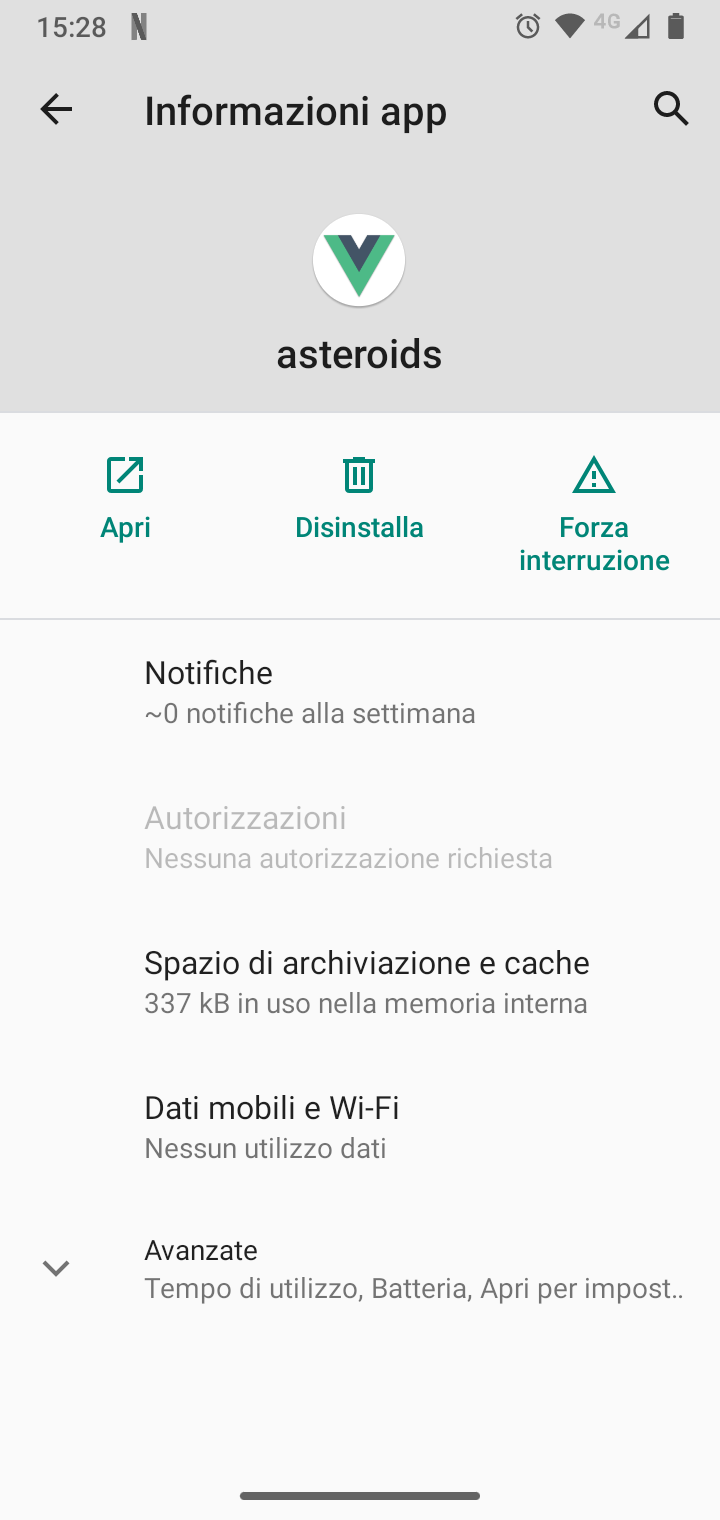 15:28
4G
Informazioni app
asteroids
Apri
Disinstalla
Forza
interruzione
Notifiche
~0 notifiche alla settimana
Autorizzazioni
Nessuna autorizzazione richiesta
Spazio di archiviazione e cache
337 kB in uso nella memoria interna
Dati mobili e Wi-Fi
Nessun utilizzo dati
Avanzate
Tempo di utilizzo, Batteria, Apri per impost..